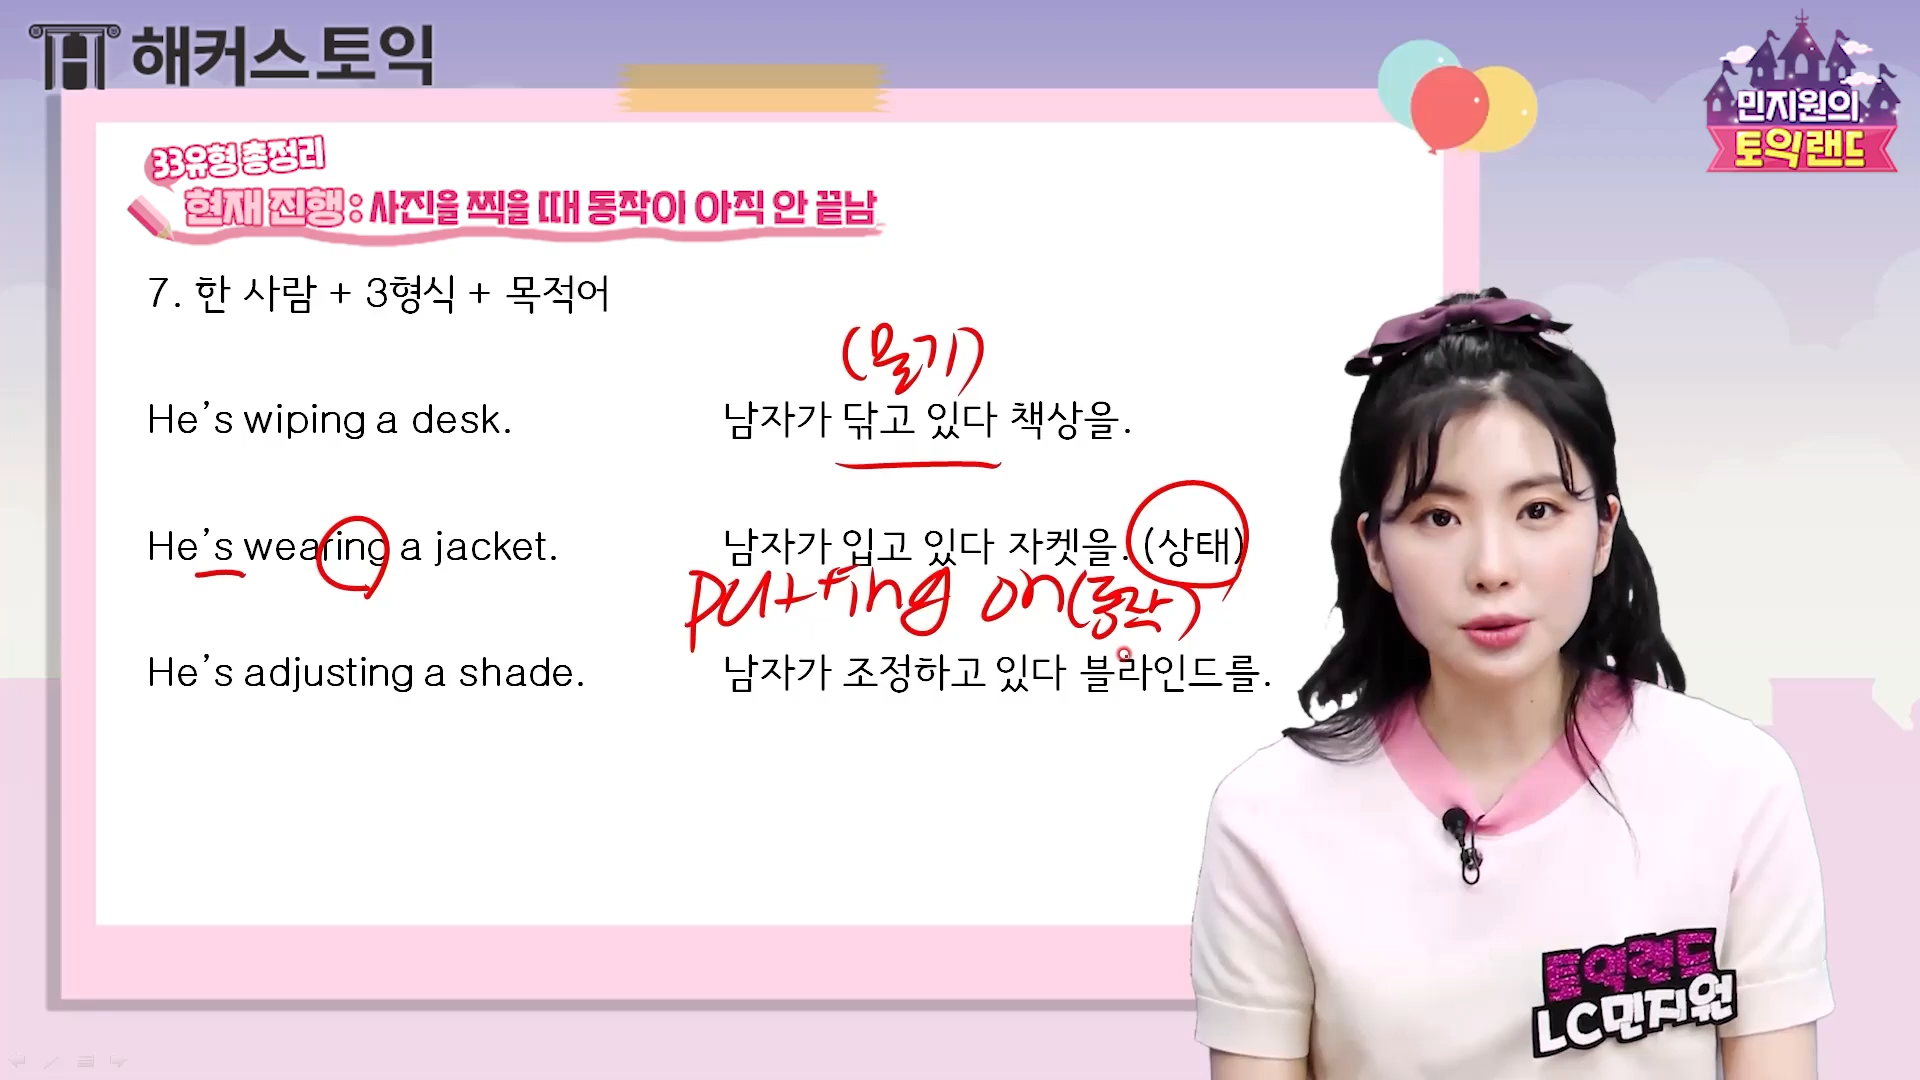 해커스토익
민지원의
토익랜드
33유형 총정리
현재 진행 : 사진을 찍을 때 동작이 아직 안 끝남
7. 한 사람 + 3형식 + 목적어
(물기)
He's wiping a desk. 남자가 닦고 있다 책상을.
He's wearing a jacket. 남자가 입고 있다 자켓을. (상태)
putting on (동작)
He's adjusting a shade. 남자가 조정하고 있다 블라인드를.
토익랜드
LC민지원